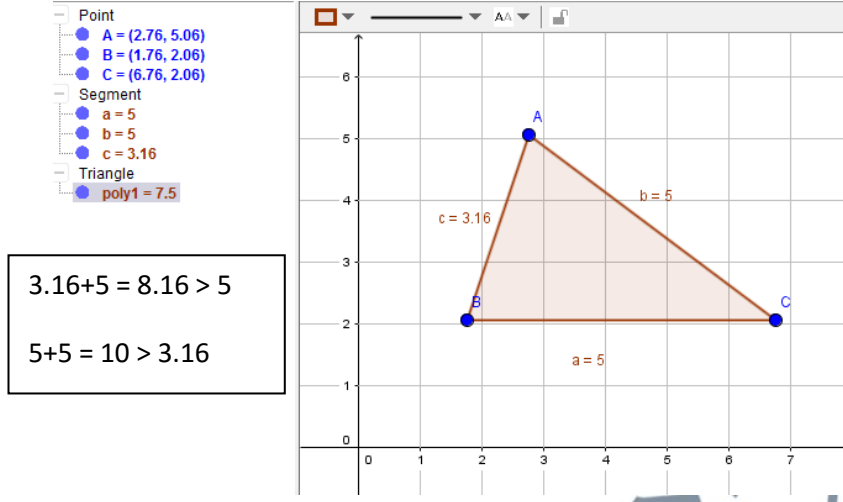 Point
A = (2.76, 5.06)
B = (1.76, 2.06)
C = (6.76, 2.06)
Segment
a = 5
b = 5
c = 3.16
Triangle
poly1 = 7.5
3.16+5 = 8.16 > 5
5+5 = 10 > 3.16
AA
6
5
4
3
2
1
0
0 1 2 3 4 5 6 7
A
b = 5
c = 3.16
B
C
a = 5